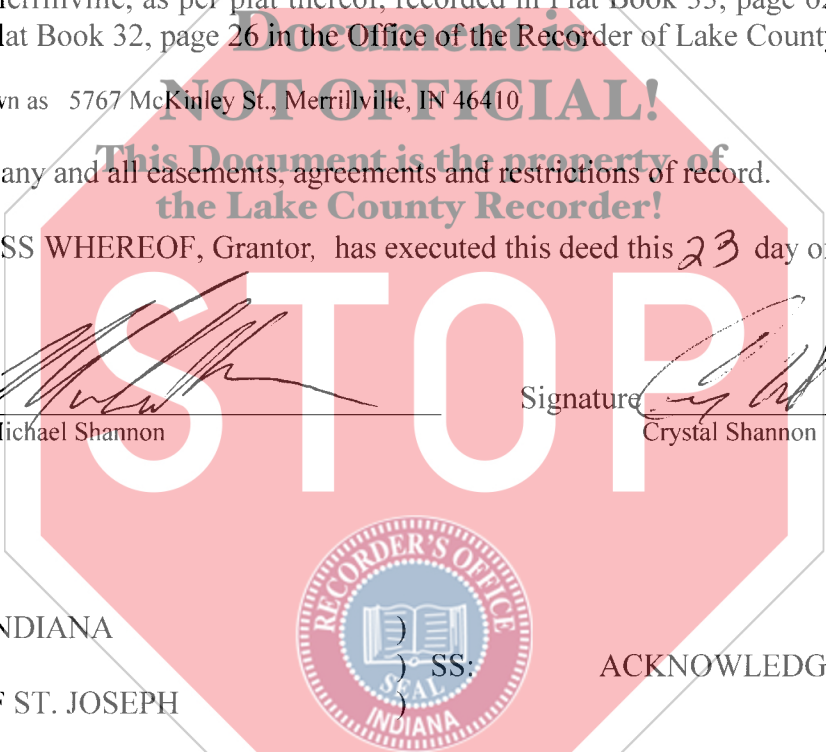 Merrillville, as per plat thereof, recorded in Plat Book 33, page
lat Book 32, page 26 in the Office of the Recorder of Lake County
Document is
NOT OFFICIAL!
wn as 5767 McKinley St., Merrillville, IN 46410
This Document is the property of
the Lake County Recorder!
any and all easements, agreements and restrictions of record.
SS WHEREOF, Grantor, has executed this deed this 23 day of
STOP
Signature
ichael Shannon
Crystal Shannon
RECORDER'S OFFICE
SEAL
INDIANA
NDIANA )
) SS: ACKNOWLEDG
F ST. JOSEPH )